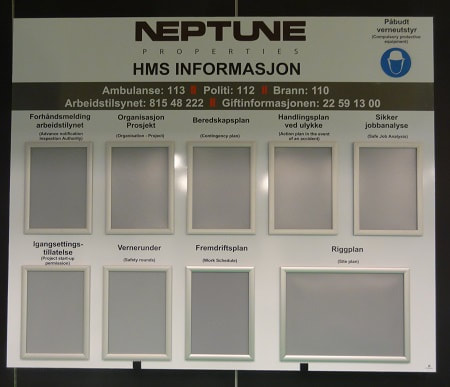 NEPTUNE
PROPERTIES
HMS INFORMASJON
Påbudt
verneutstyr
(Compulsory protective
equipment)
Ambulanse: 113 Politi: 112 Brann: 110
Arbeidstilsynet: 815 48 222 Giftinformasjonen: 22 59 13 00
Forhåndsmelding
arbeidstilynet
(Advance notification
inspection Authority)
Organisasjon
Prosjekt
(Organisation - Project)
Beredskapsplan
(Contingency plan)
Handlingsplan
ved ulykke
(Action plan in the event
of an accident)
Sikker
jobbanalyse
(Safe Job Analysis)
Igangsettings-
tillatelse
(Project start-up
permission)
Vernerunder
(Safety rounds)
Fremdriftsplan
(Work Schedule)
Riggplan
(Site plan)